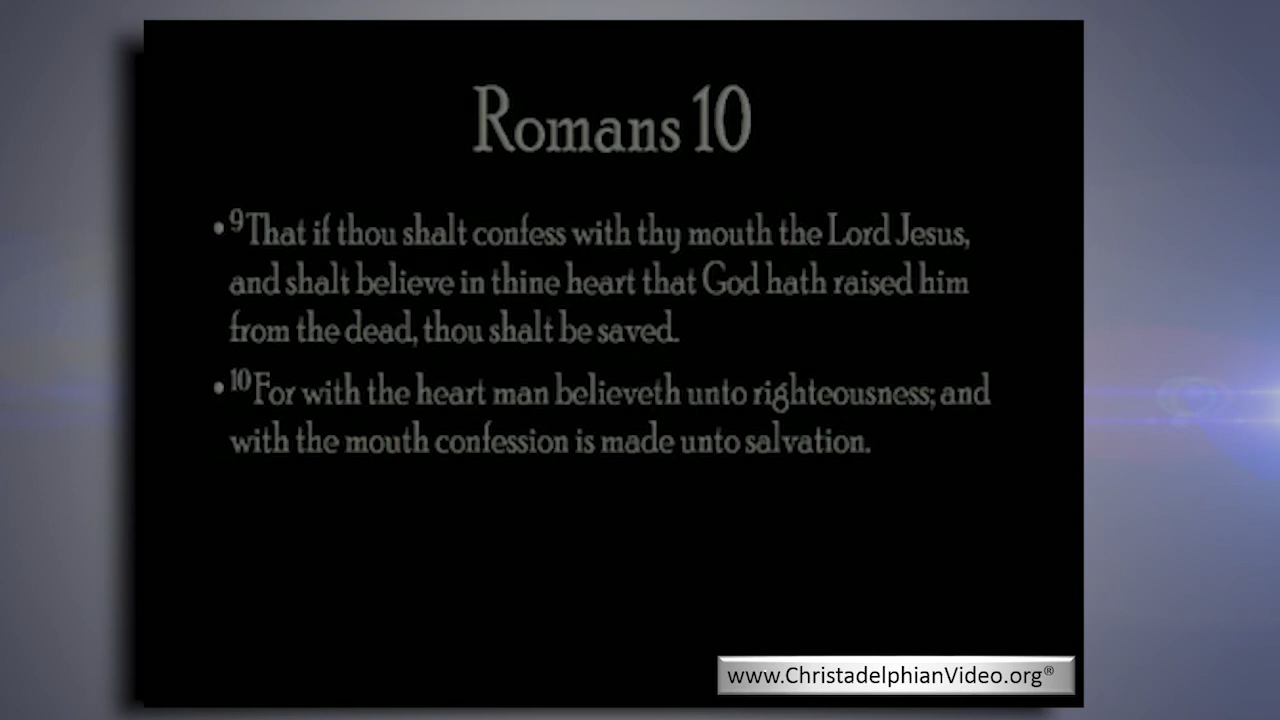 Romans 10
• 9That if thou shalt confess with thy mouth the Lord Jesus,
and shalt believe in thine heart that God hath raised him
from the dead, thou shalt be saved.
• 10For with the heart man believeth unto righteousness; and
with the mouth confession is made unto salvation.
www.ChristadelphianVideo.org®